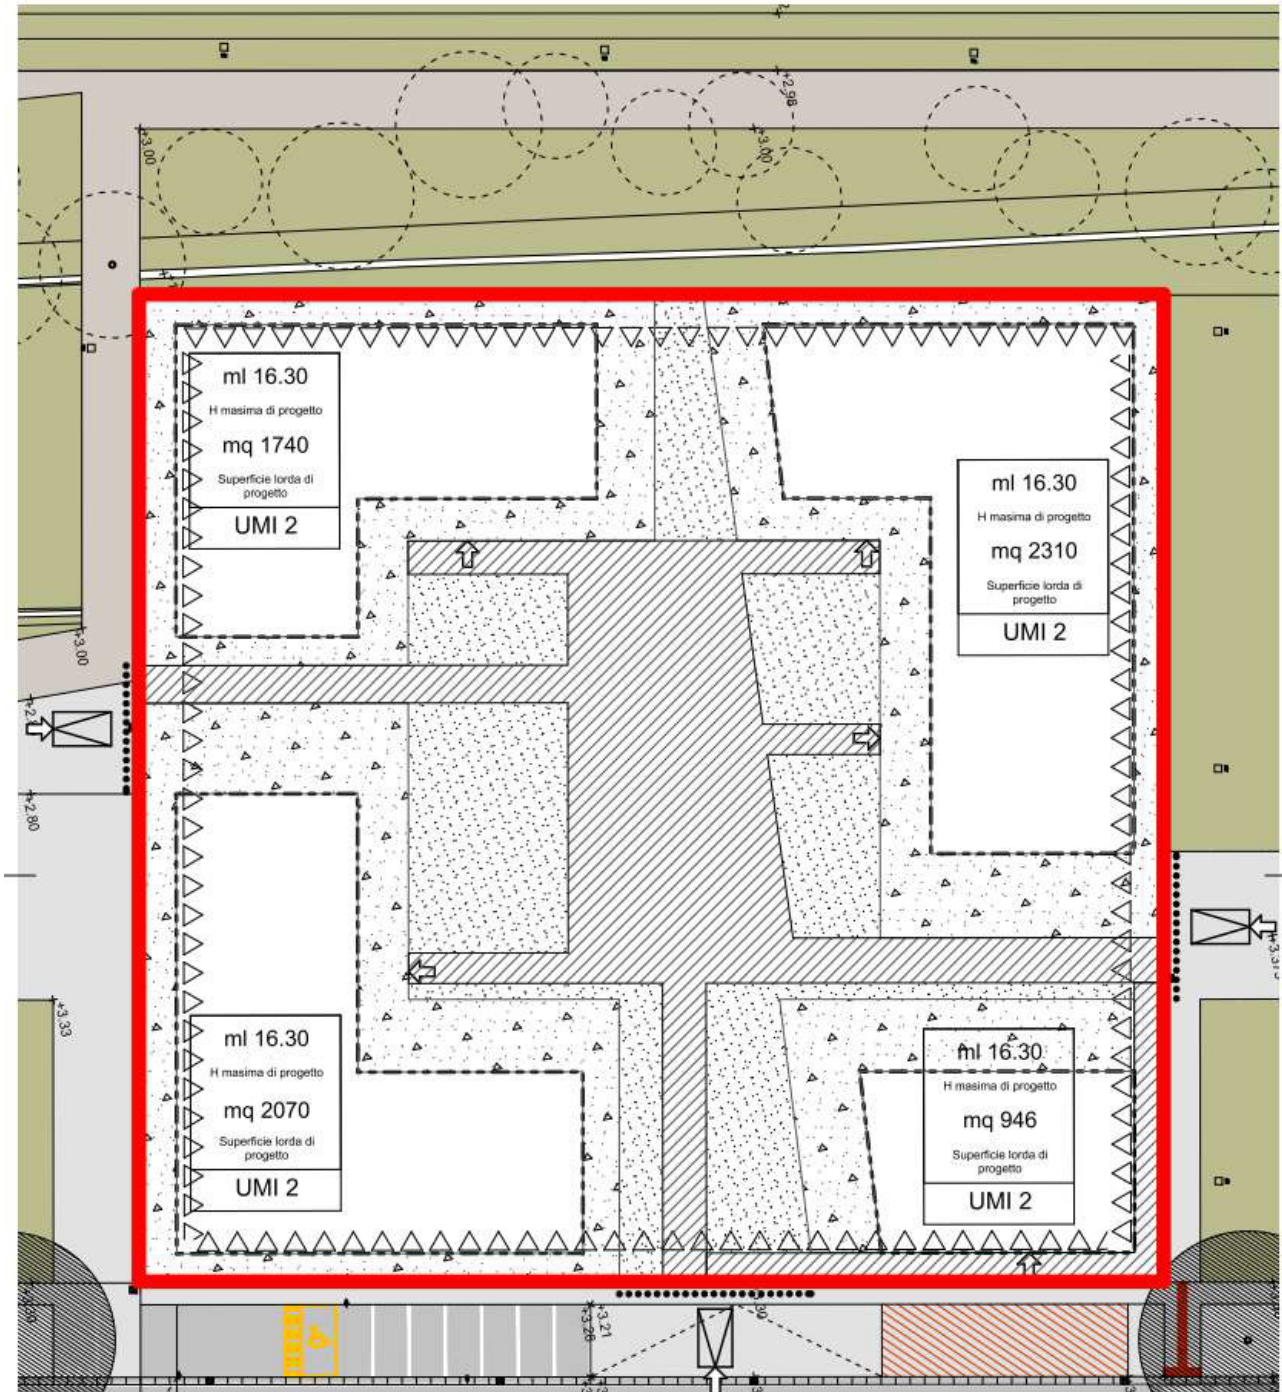 +2.98
+3.00
+3.00
ml 16.30
H masima di progetto
mq 1740
Superficie lorda di
progetto
UMI 2
ml 16.30
H masima di progetto
mq 2310
Superficie lorda di
progetto
UMI 2
+3.00
+2.80
+3.33
ml 16.30
H masima di progetto
mq 2070
Superficie lorda di
progetto
UMI 2
ml 16.30
H masima di progetto
mq 946
Superficie lorda di
progetto
UMI 2
+3.21
+3.26